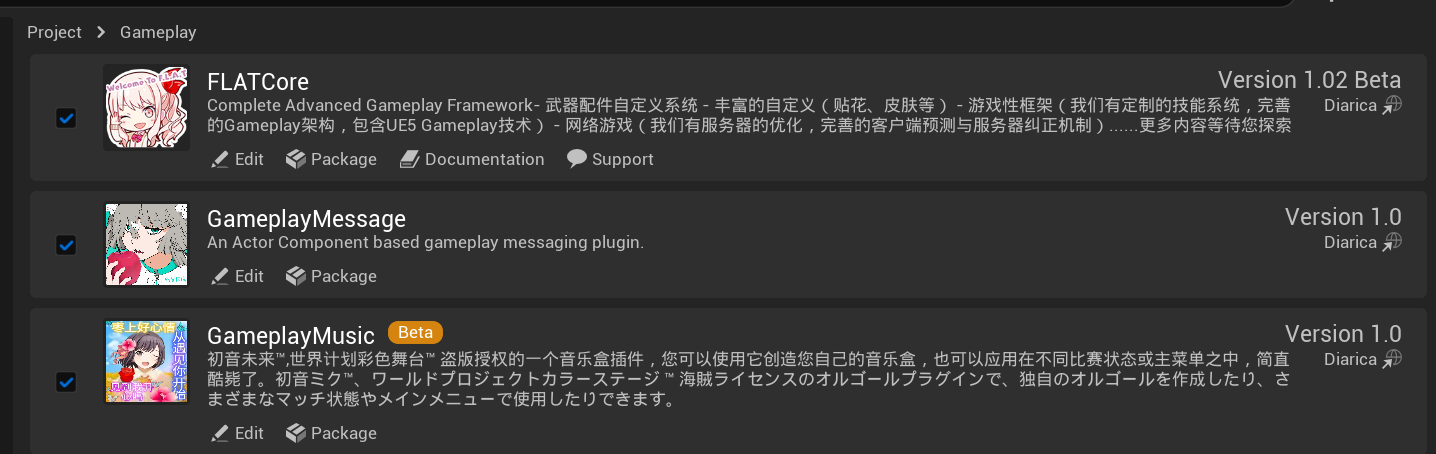 Project > Gameplay
Welcome To F.L.A.T
FLATCore
Version 1.02 Beta
Complete Advanced Gameplay Framework- 武器配件自定义系统 - 丰富的自定义（贴花、皮肤等） - 游戏性框架（我们有定制的技能系统，完善
的Gameplay架构，包含UE5 Gameplay技术） - 网络游戏（我们有服务器的优化，完善的客户端预测与服务器纠正机制）......更多内容等待您探索
Diarica
Edit Package Documentation Support
GameplayMessage
Version 1.0
An Actor Component based gameplay messaging plugin.
Diarica
Edit Package
零上好心情
从遇见你开始
GameplayMusic Beta
Version 1.0
初音未来™,世界计划彩色舞台™ 盗版授权的一个音乐盒插件，您可以使用它创造您自己的音乐盒，也可以应用在不同比赛状态或主菜单之中，简直
酷毙了。初音ミク™、ワールドプロジェクトカラーステージ ™ 海賊ライセンスのオルゴールプラグインで、独自のオルゴールを作成したり、さ
まざまなマッチ状態やメインメニューで使用したりできます。
Diarica
Edit Package